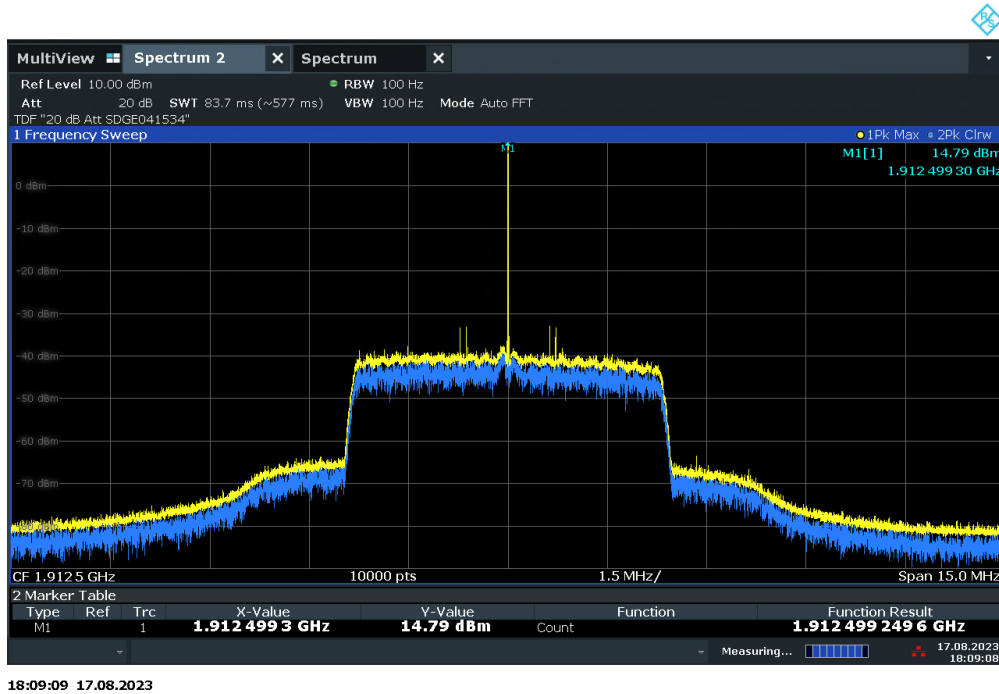 R&S
MultiView Spectrum 2 X Spectrum X
Ref Level 10.00 dBm RBW 100 Hz
Att 20 dB SWT 83.7 ms (~577 ms) VBW 100 Hz Mode Auto FFT
TDF "20 dB Att SDGE041534"
1 Frequency Sweep 1Pk Max 2Pk Clrw
M1
M1[1] 14.79 dBm
1.912 499 30 GHz
0 dBm
-10 dBm
-20 dBm
-30 dBm
-40 dBm
-50 dBm
-60 dBm
-70 dBm
CF 1.9125 GHz 10000 pts 1.5 MHz/ Span 15.0 MHz
2 Marker Table
Type Ref Trc X-Value Y-Value Function Function Result
M1 1 1.912 499 3 GHz 14.79 dBm Count 1.912 499 249 6 GHz
Measuring... 17.08.2023
18:09:08
18:09:09 17.08.2023